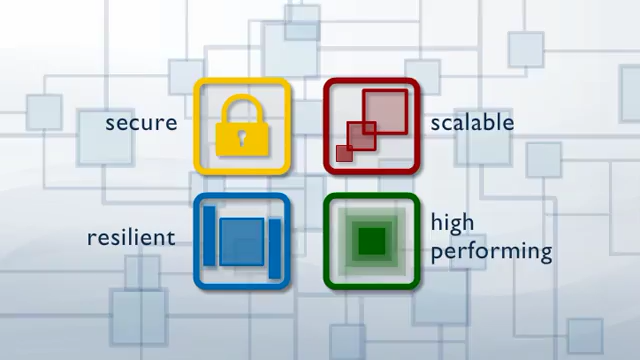 secure
scalable
resilient
high
performing